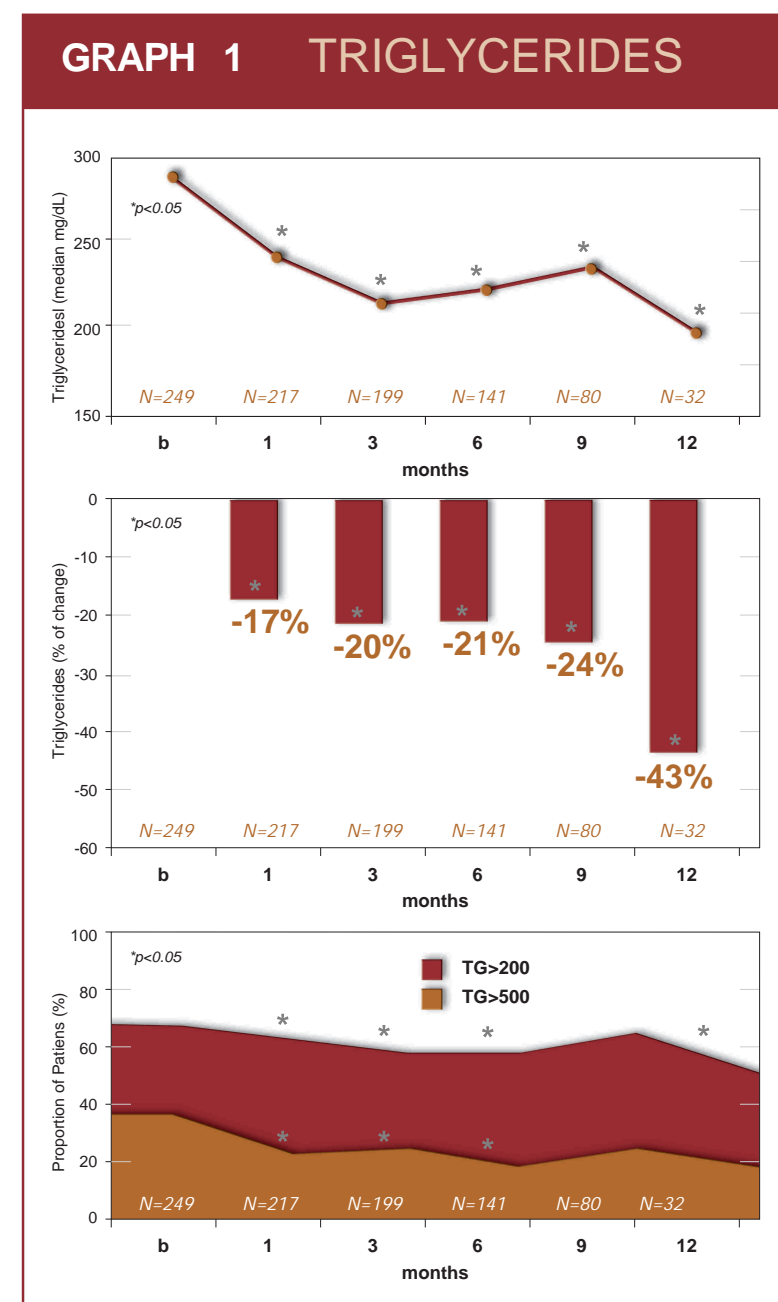 GRAPH 1 TRIGLYCERIDES
300
250
200
150
Triglyceridesl (median mg/dL)
*p<0.05
* * * * *
N=249 N=217 N=199 N=141 N=80 N=32
b 1 3 6 9 12
months
0
-10
-20
-30
-40
-50
-60
Triglycerides (% of change)
*p<0.05
* * * * *
-17% -20% -21% -24% -43%
N=249 N=217 N=199 N=141 N=80 N=32
b 1 3 6 9 12
months
100
80
60
40
20
0
Proportion of Patiens (%)
*p<0.05
TG>200
TG>500
* * * *
* * *
N=249 N=217 N=199 N=141 N=80 N=32
b 1 3 6 9 12
months